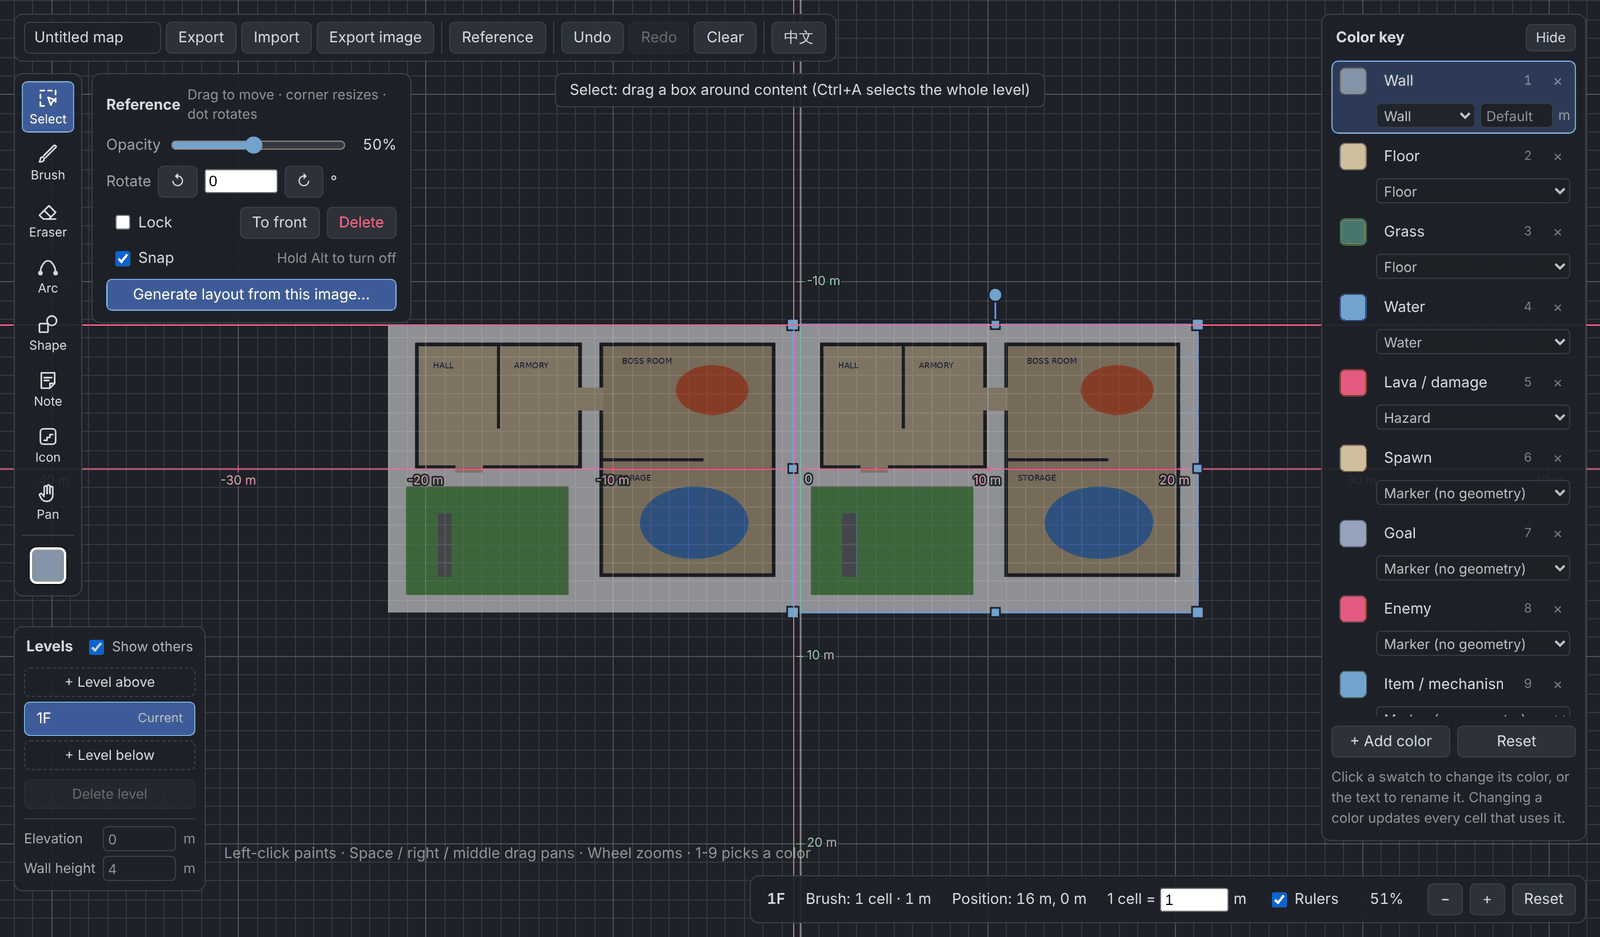 Untitled map Export Import Export image Reference Undo Redo Clear 中文
Select
Brush
Eraser
Arc
Shape
Note
Icon
Pan
Reference Drag to move · corner resizes · dot rotates
Opacity 50%
Rotate 0 °
Lock To front Delete
Snap Hold Alt to turn off
Generate layout from this image...
Select: drag a box around content (Ctrl+A selects the whole level)
-10 m
HALL ARMORY BOSS ROOM HALL ARMORY BOSS ROOM
-30 m -20 m -10 m 0 10 m 20 m
RAGE STORAGE
10 m
20 m
Levels Show others
+ Level above
1F Current
+ Level below
Delete level
Elevation 0 m
Wall height 4 m
Left-click paints · Space / right / middle drag pans · Wheel zooms · 1-9 picks a color
1F Brush: 1 cell · 1 m Position: 16 m, 0 m 1 cell = 1 m Rulers 51% − + Reset
Color key Hide
Wall 1 ×
Wall Default m
Floor 2 ×
Floor
Grass 3 ×
Floor
Water 4 ×
Water
Lava / damage 5 ×
Hazard
Spawn 6 ×
Marker (no geometry)
Goal 7 ×
Marker (no geometry)
Enemy 8 ×
Marker (no geometry)
Item / mechanisn 9 ×
+ Add color Reset
Click a swatch to change its color, or
the text to rename it. Changing a
color updates every cell that uses it.